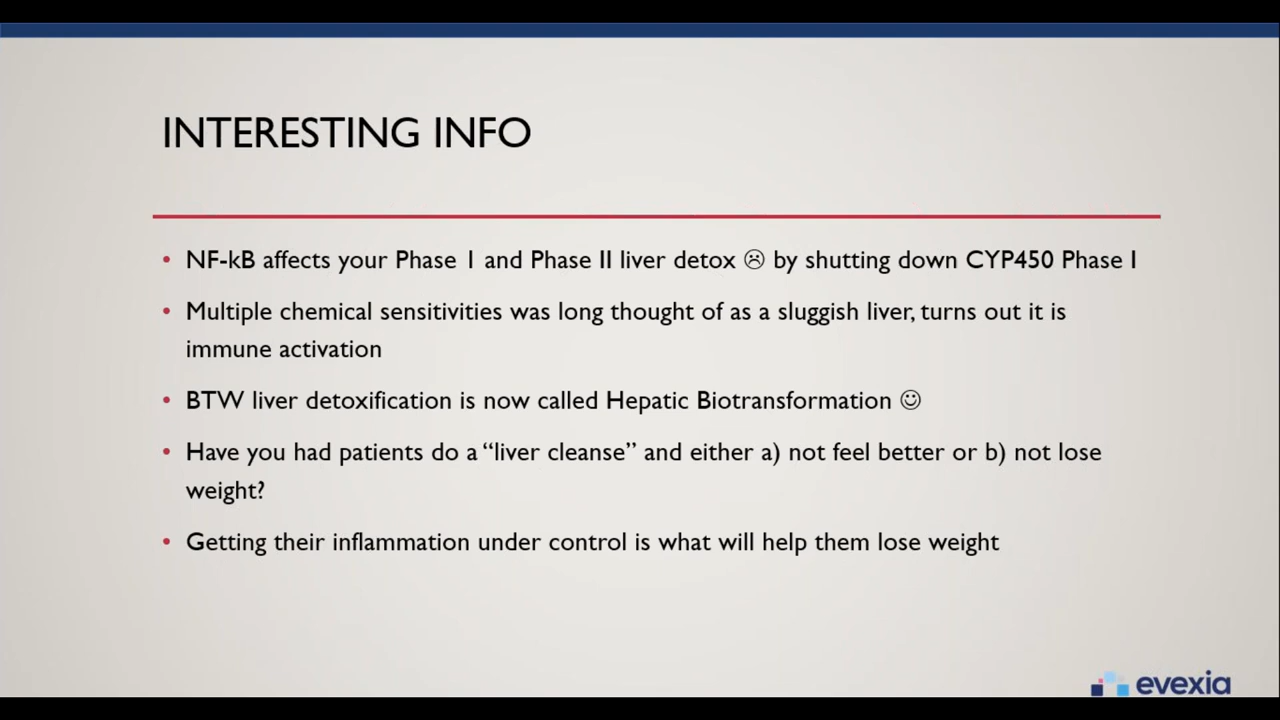 INTERESTING INFO
• NF-kB affects your Phase 1 and Phase II liver detox ☹ by shutting down CYP450 Phase I
• Multiple chemical sensitivities was long thought of as a sluggish liver, turns out it is
immune activation
• BTW liver detoxification is now called Hepatic Biotransformation ☺
• Have you had patients do a “liver cleanse” and either a) not feel better or b) not lose
weight?
• Getting their inflammation under control is what will help them lose weight
evexia